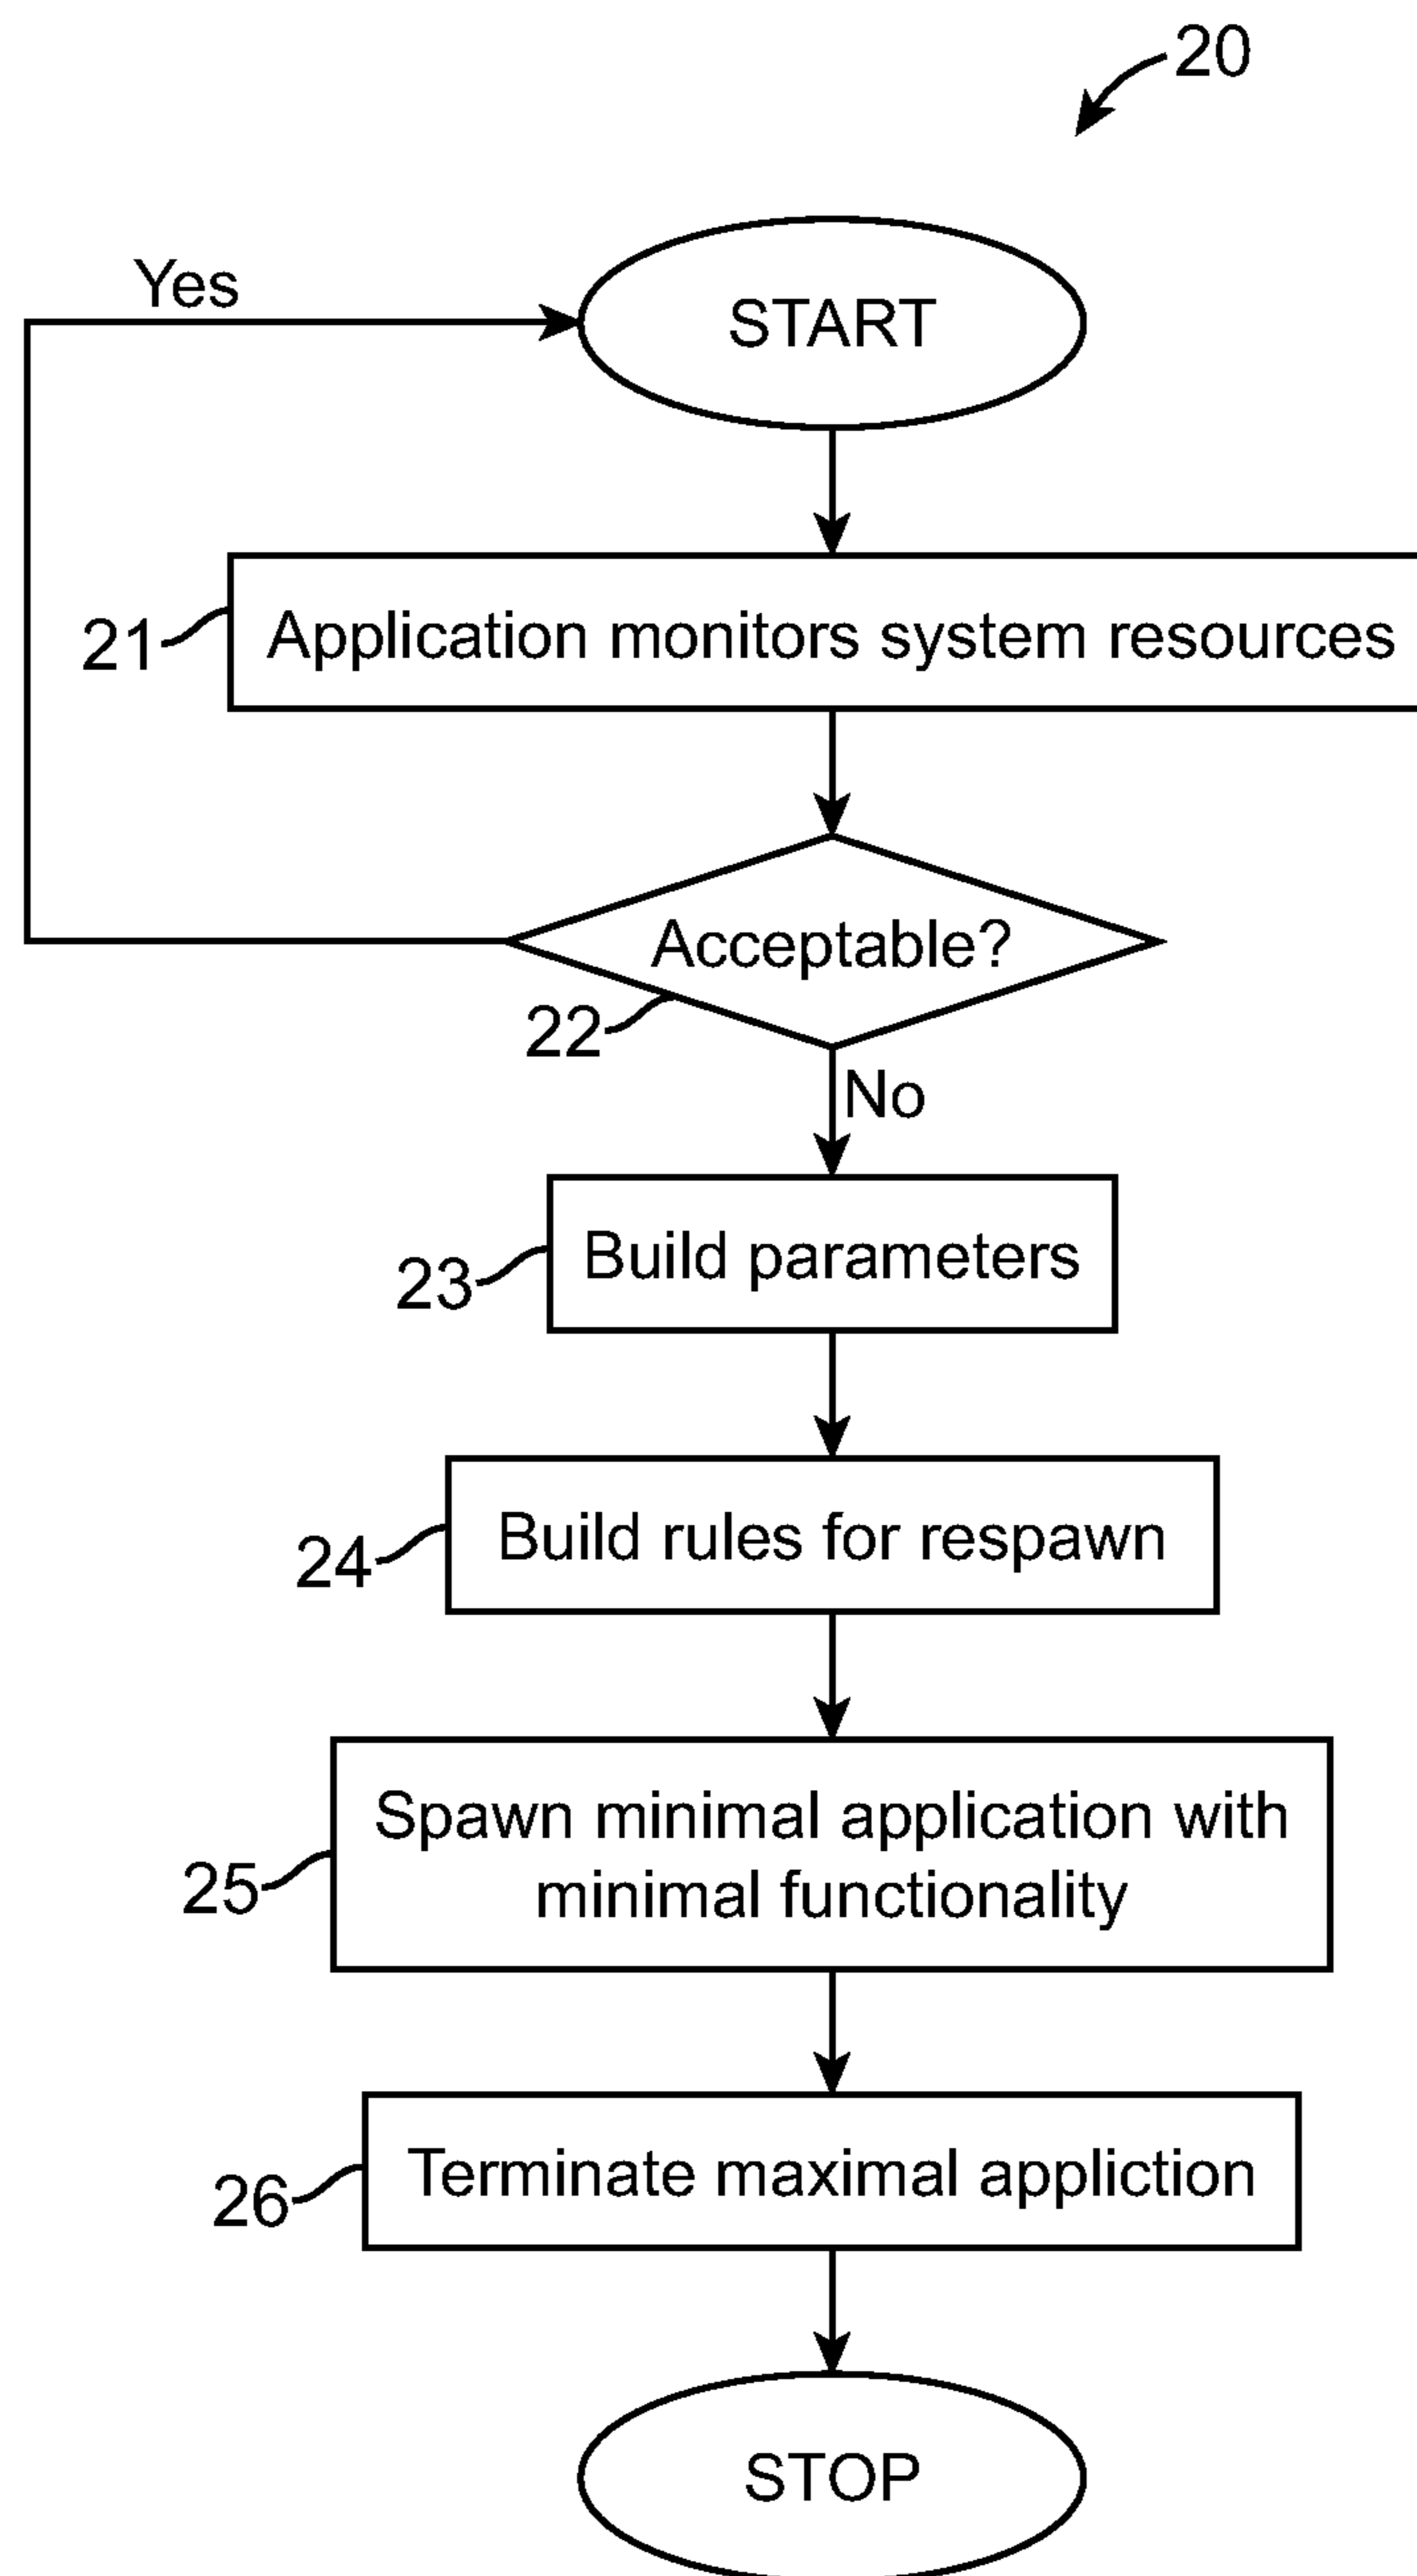 20
Yes
START
21
Application monitors system resources
Acceptable?
22
No
23
Build parameters
24
Build rules for respawn
25
Spawn minimal application with
minimal functionality
26
Terminate maximal appliction
STOP